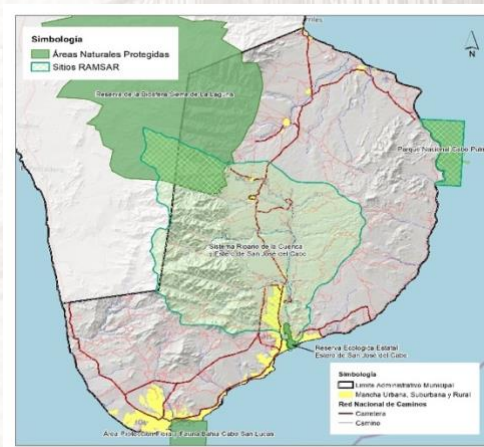 Simbología
Áreas Naturales Protegidas
Sitios RAMSAR
N
Reserva de la Biosfera Sierra de La Laguna
Parque Nacional Cabo Pulmo
Sistema Ripario de la Cuenca
y Estero de San José del Cabo
Reserva Ecológica Estatal
Estero de San José del Cabo
Área Protección Flora y Fauna Bahía Cabo San Lucas
Simbología
Límite Administrativo Municipal
Mancha Urbana, Suburbana y Rural
Red Nacional de Caminos
Carretera
Camino